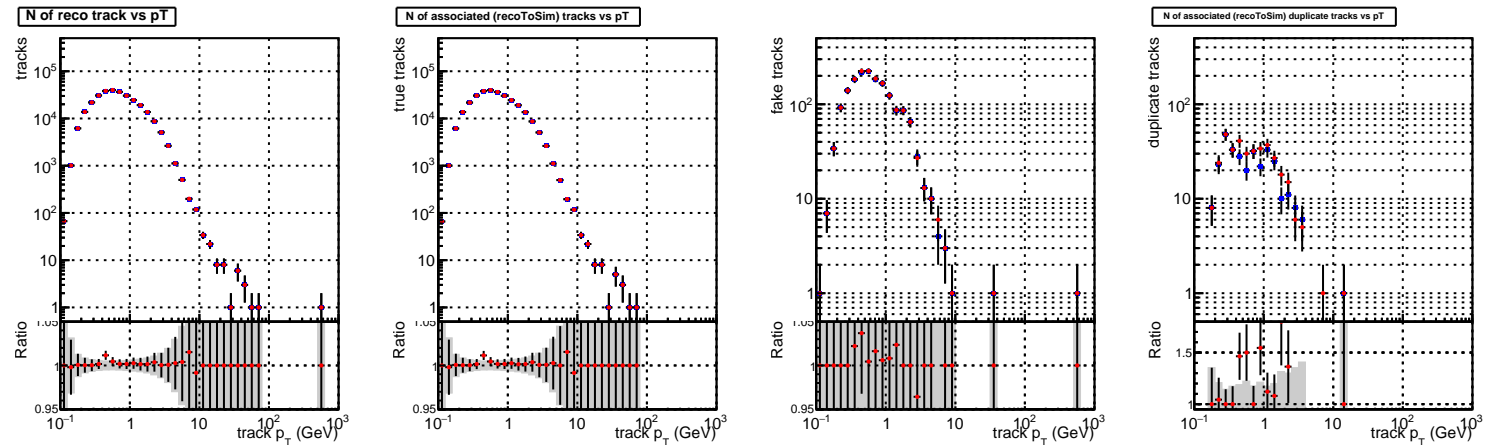 N of reco track vs pT
tracks
10^5
10^4
10^3
10^2
10
1
Ratio
1.05
1
0.95
10^-1 1 10 10^2 10^3
track p_T (GeV)
N of associated (recoToSim) tracks vs pT
true tracks
10^5
10^4
10^3
10^2
10
1
Ratio
1.05
1
0.95
10^-1 1 10 10^2 10^3
track p_T (GeV)
fake tracks
10^2
10
1
Ratio
1.05
1
0.95
10^-1 1 10 10^2 10^3
track p_T (GeV)
N of associated (recoToSim) duplicate tracks vs pT
duplicate tracks
10^2
10
1
Ratio
1.5
1
10^-1 1 10 10^2 10^3
track p_T (GeV)